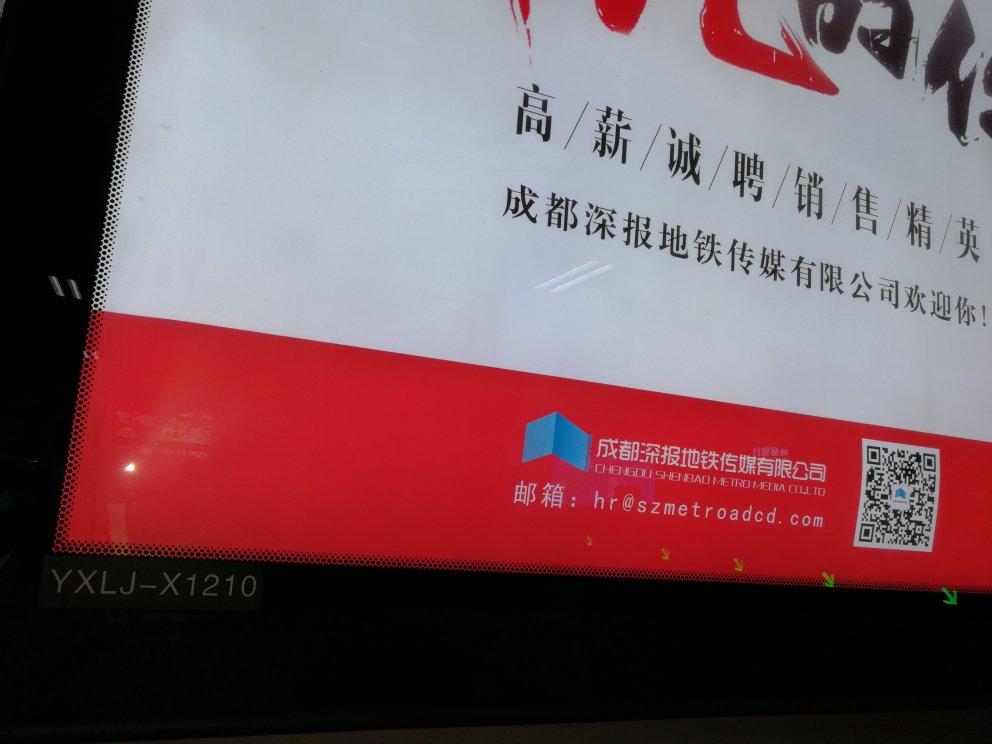 的
高/薪/诚/聘/销/售/精/英
成都深报地铁传媒有限公司欢迎你!
成都深报地铁传媒有限公司
CHENGDU SHENBAO METRO MEDIA CO.,LTD
邮箱: hr@szmetroadcd.com
YXLJ-X1210